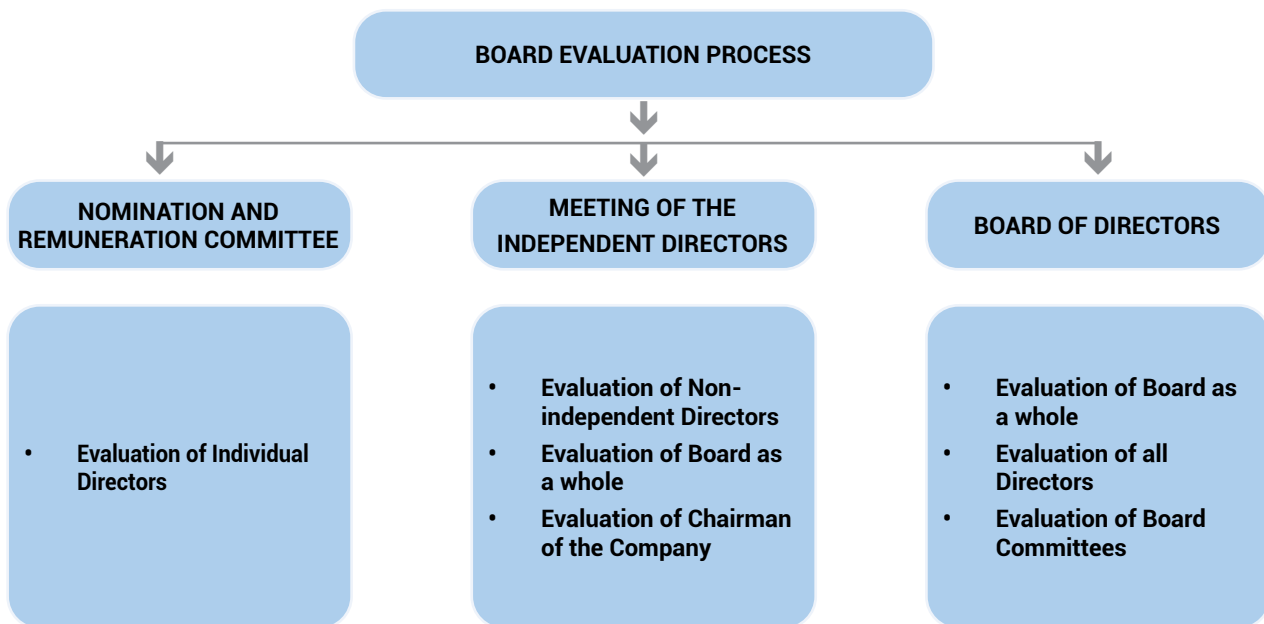 BOARD EVALUATION PROCESS
NOMINATION AND
REMUNERATION COMMITTEE
MEETING OF THE
INDEPENDENT DIRECTORS
BOARD OF DIRECTORS
• Evaluation of Individual
Directors
• Evaluation of Non-
independent Directors
• Evaluation of Board as
a whole
• Evaluation of Chairman
of the Company
• Evaluation of Board as
a whole
• Evaluation of all
Directors
• Evaluation of Board
Committees